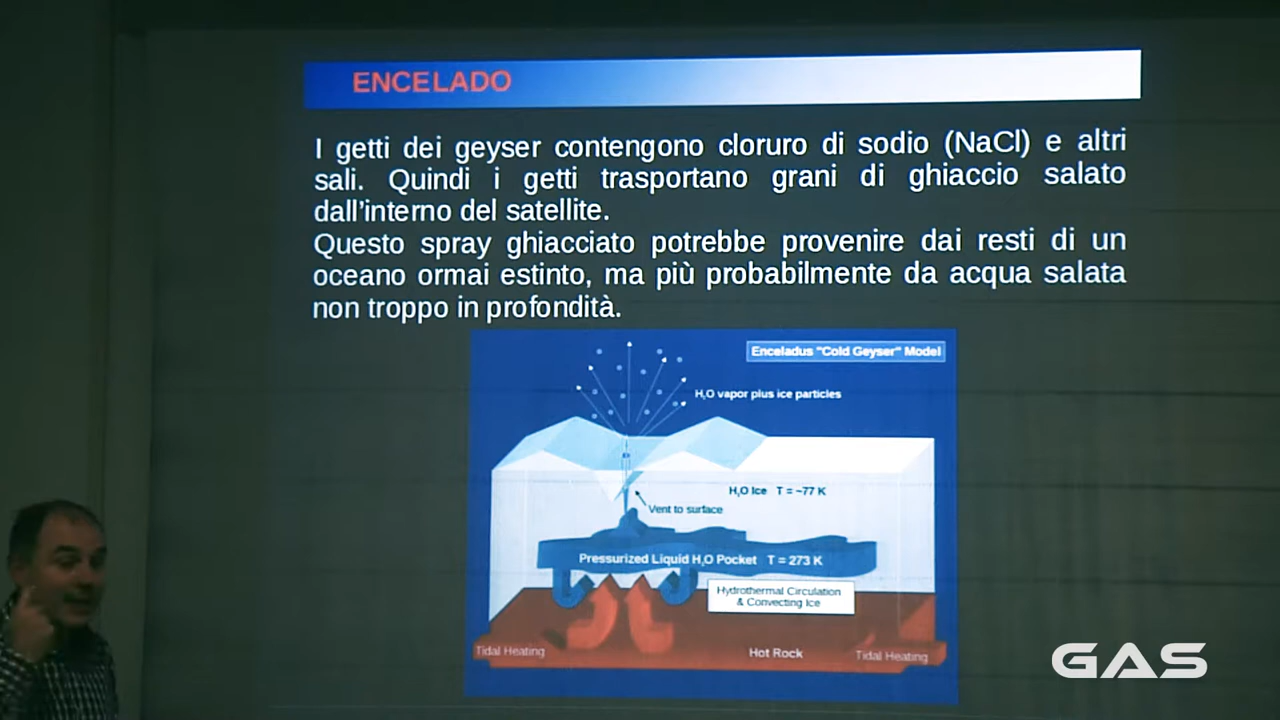 ENCELADO
I getti dei geyser contengono cloruro di sodio (NaCl) e altri
sali. Quindi i getti trasportano grani di ghiaccio salato
dall'interno del satellite.
Questo spray ghiacciato potrebbe provenire dai resti di un
oceano ormai estinto, ma più probabilmente da acqua salata
non troppo in profondità.
Enceladus "Cold Geyser" Model
H₂O vapor plus ice particles
H₂O Ice T = ~77 K
Vent to surface
Pressurized Liquid H₂O Pocket T = 273 K
Hydrothermal Circulation
& Convecting Ice
Tidal Heating
Hot Rock
Tidal Heating
GAS